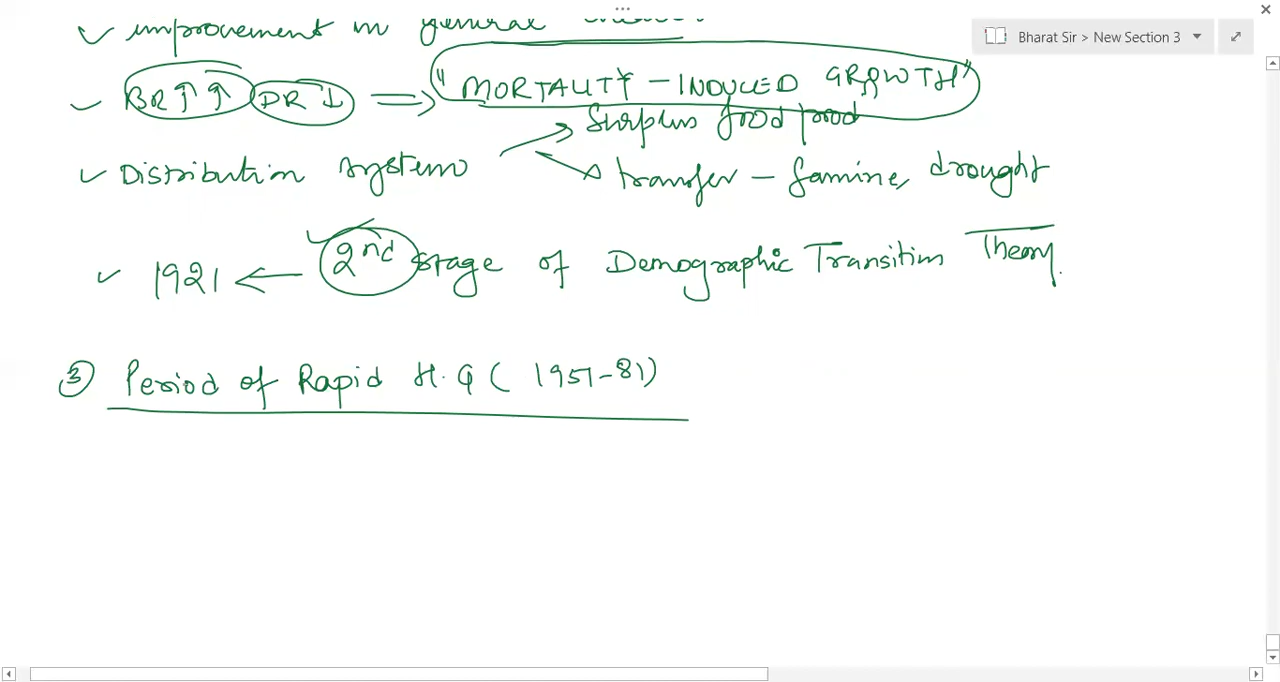 improvement in general
Bharat Sir > New Section 3
BR↑↑ DR↓ ⇒ "MORTALITY - INDUCED GROWTH"
Surplus food prod
Distribution system
transfer - famine, drought
1921 ← 2nd stage of Demographic Transition Theory.
③ Period of Rapid H.G ( 1951-81)